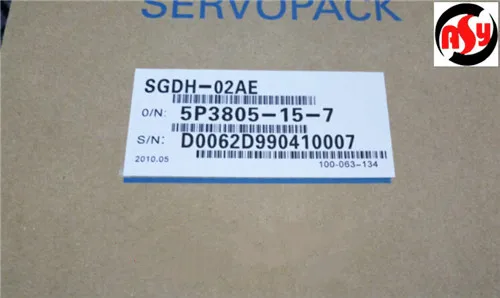 SERVOPACK
ASY
SGDH-02AE
O/N: 5P3805-15-7
S/N: D0062D990410007
2010.05
100-063-134